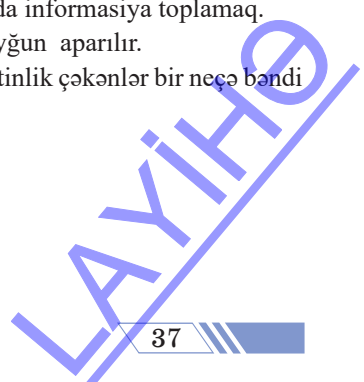 da informasiya toplamaq.
yğun aparılır.
tinlik çəkənlər bir neçə bəndi
LAYİHƏ
37